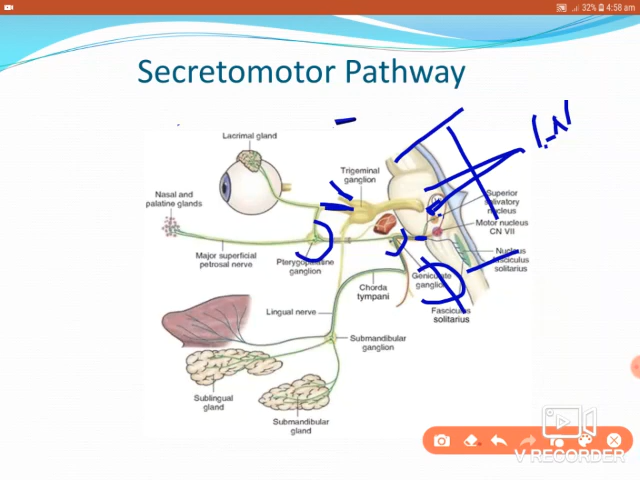 32% 4:58 am
Secretomotor Pathway
Lacrimal gland
Trigeminal
ganglion
Nasal and
palatine glands
Superior
salivatory
nucleus
Motor nucleus
CN VII
Major superficial
petrosal nerve
Pterygopalatine
ganglion
Geniculate
ganglion
Nucleus
fasciculus
solitarius
Chorda
tympani
Lingual nerve
Fasciculus
solitarius
Submandibular
ganglion
Sublingual
gland
Submandibular
gland
V RECORDER